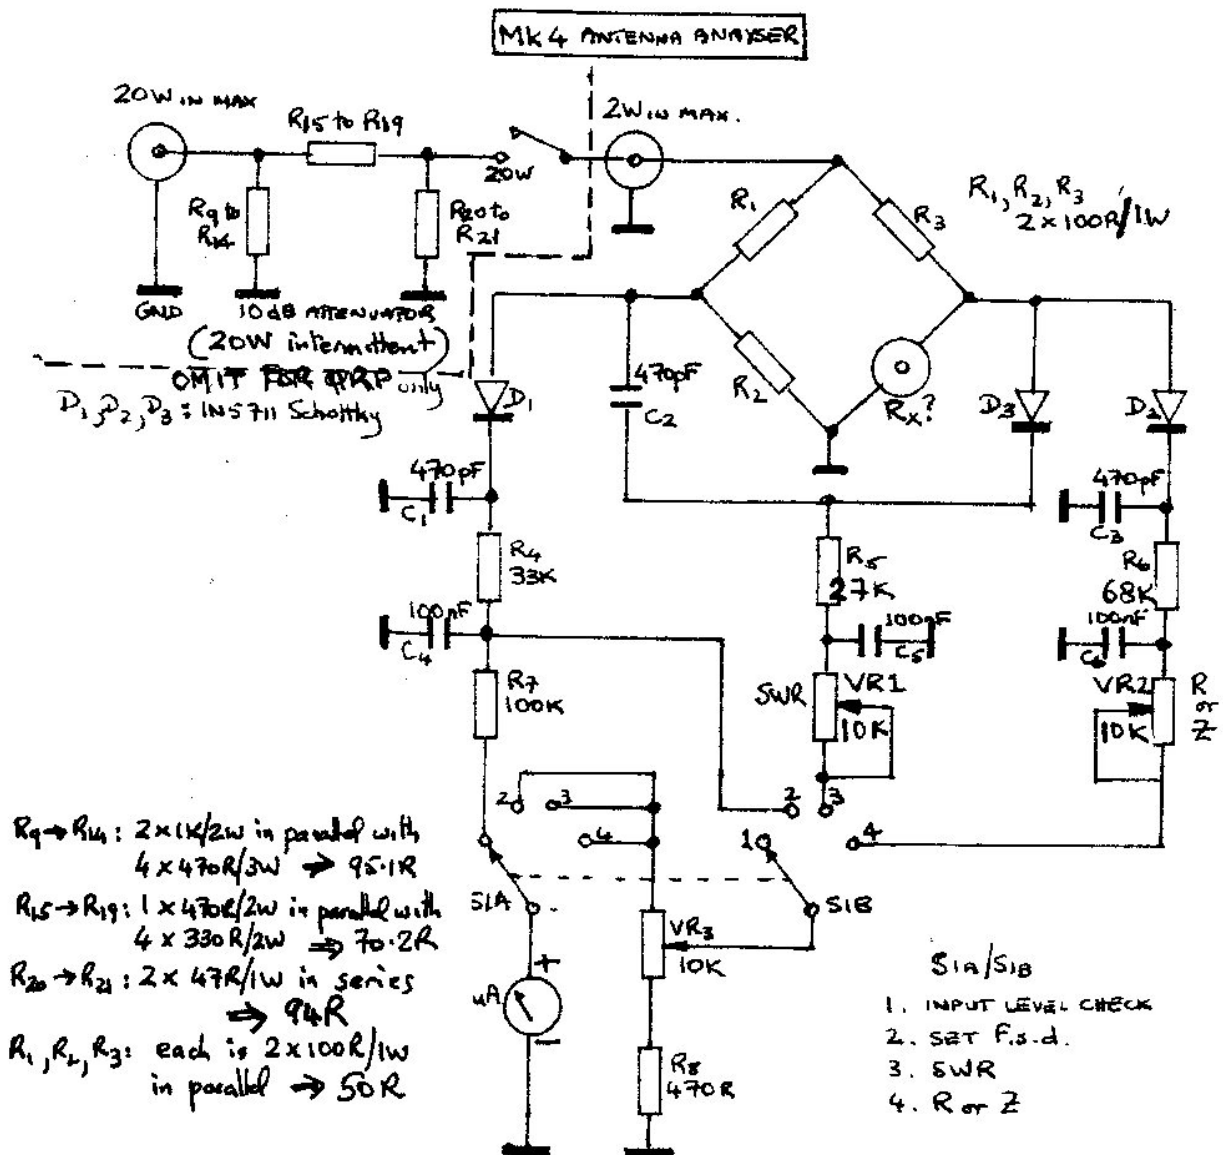 MK4 ANTENNA ANAYSER
20W IN MAX
2W IN MAX.
R15 to R19
20W
R9 to
R14
R20 to
R21
R1
R3
R1, R2, R3
2 x 100R/1W
GND
10dB ATTENUATOR
(20W intermittent)
OMIT FOR QRP only
D1, D2, D3 : IN5711 Schottky
D1
470pF
C2
R2
Rx?
D3
D2
470pF
C1
470pF
C3
R4
33K
R5
27K
R6
68K
100nF
C4
100nF
C5
100nF
C6
R7
100K
SWR
VR1
10K
VR2
10K
R
or
Z
2
3
4
2
3
1
4
S1A
S1B
R9→R14: 2x1K/2W in parallel with
4 x 470R/3W ⇒ 95.1R
R15→R19: 1 x 470R/2W in parallel with
4 x 330R/2W ⇒ 70.2R
R20→R21: 2 x 47R/1W in series
⇒ 94R
R1, R2, R3: each is 2x100R/1W
in parallel ⇒ 50R
+
uA
-
VR3
10K
R8
470R
S1A/S1B
1. INPUT LEVEL CHECK
2. SET F.s.d.
3. SWR
4. R or Z